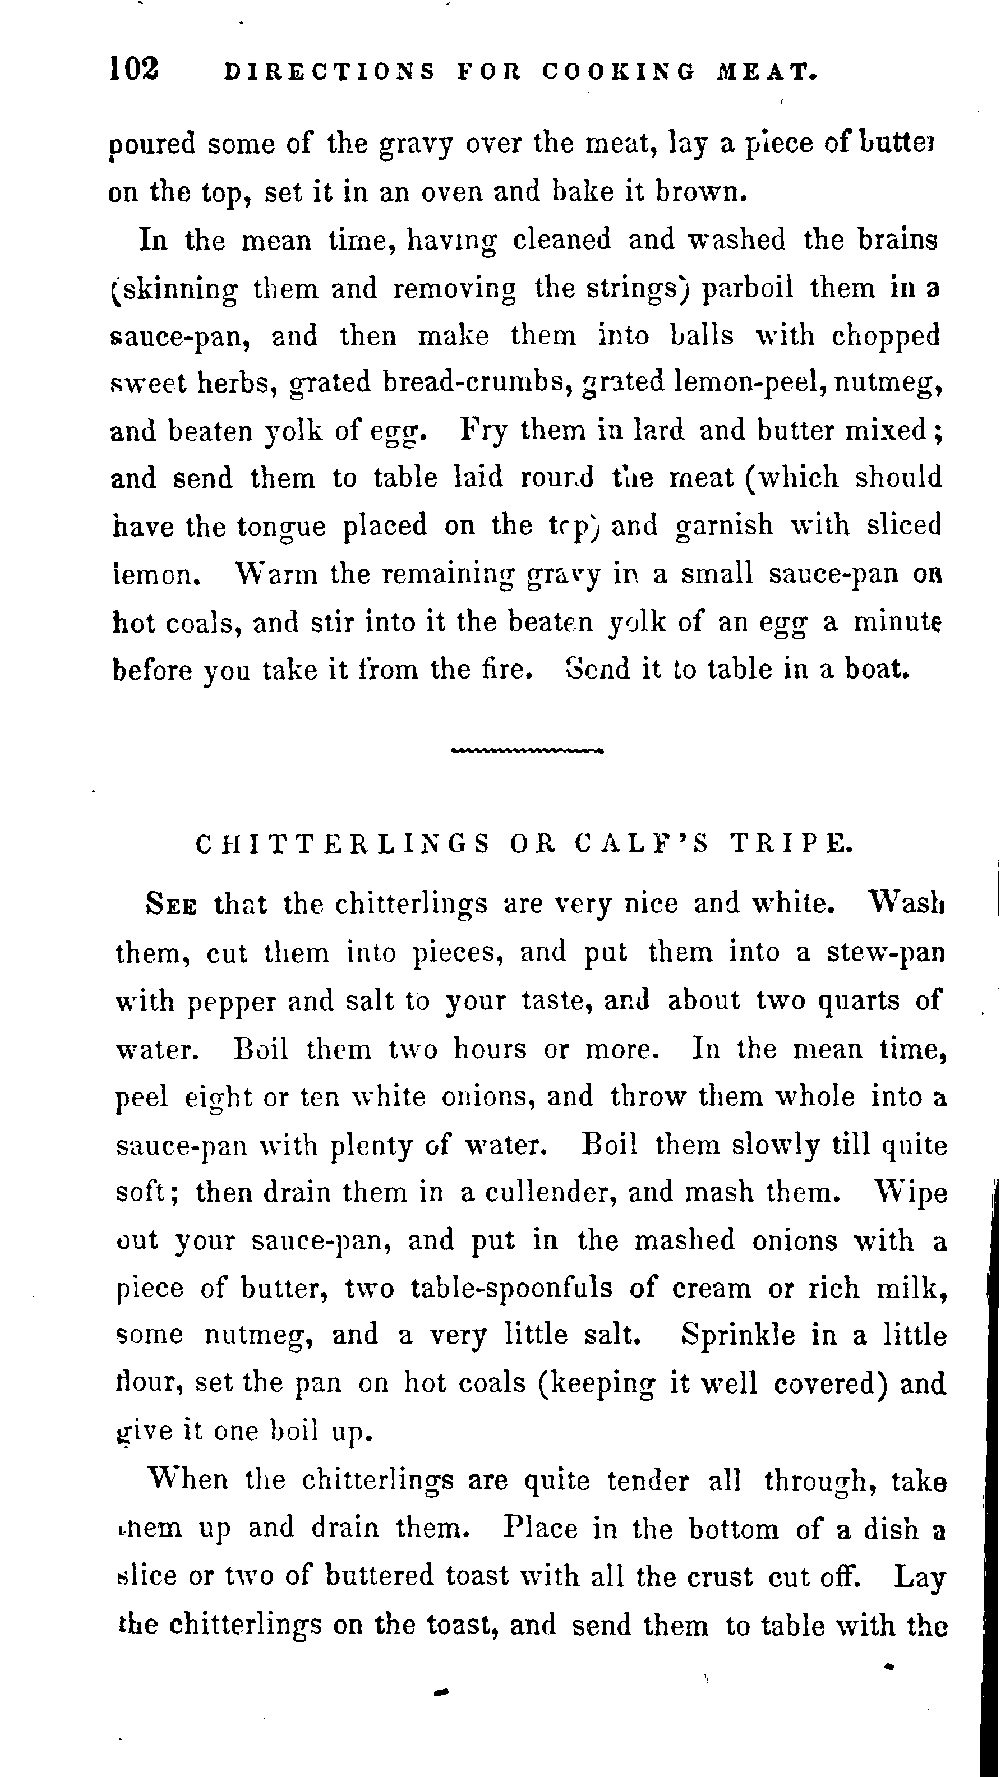 102 DIRECTIONS FOR COOKING MEAT.
poured some of the gravy over the meat, lay a piece of butter
on the top, set it in an oven and bake it brown.
In the mean time, having cleaned and washed the brains
(skinning them and removing the strings) parboil them in a
sauce-pan, and then make them into balls with chopped
sweet herbs, grated bread-crumbs, grated lemon-peel, nutmeg,
and beaten yolk of egg. Fry them in lard and butter mixed;
and send them to table laid round the meat (which should
have the tongue placed on the top) and garnish with sliced
lemon. Warm the remaining gravy in a small sauce-pan on
hot coals, and stir into it the beaten yolk of an egg a minute
before you take it from the fire. Send it to table in a boat.
CHITTERLINGS OR CALF'S TRIPE.
SEE that the chitterlings are very nice and white. Wash
them, cut them into pieces, and put them into a stew-pan
with pepper and salt to your taste, and about two quarts of
water. Boil them two hours or more. In the mean time,
peel eight or ten white onions, and throw them whole into a
sauce-pan with plenty of water. Boil them slowly till quite
soft; then drain them in a cullender, and mash them. Wipe
out your sauce-pan, and put in the mashed onions with a
piece of butter, two table-spoonfuls of cream or rich milk,
some nutmeg, and a very little salt. Sprinkle in a little
flour, set the pan on hot coals (keeping it well covered) and
give it one boil up.
When the chitterlings are quite tender all through, take
them up and drain them. Place in the bottom of a dish a
slice or two of buttered toast with all the crust cut off. Lay
the chitterlings on the toast, and send them to table with the